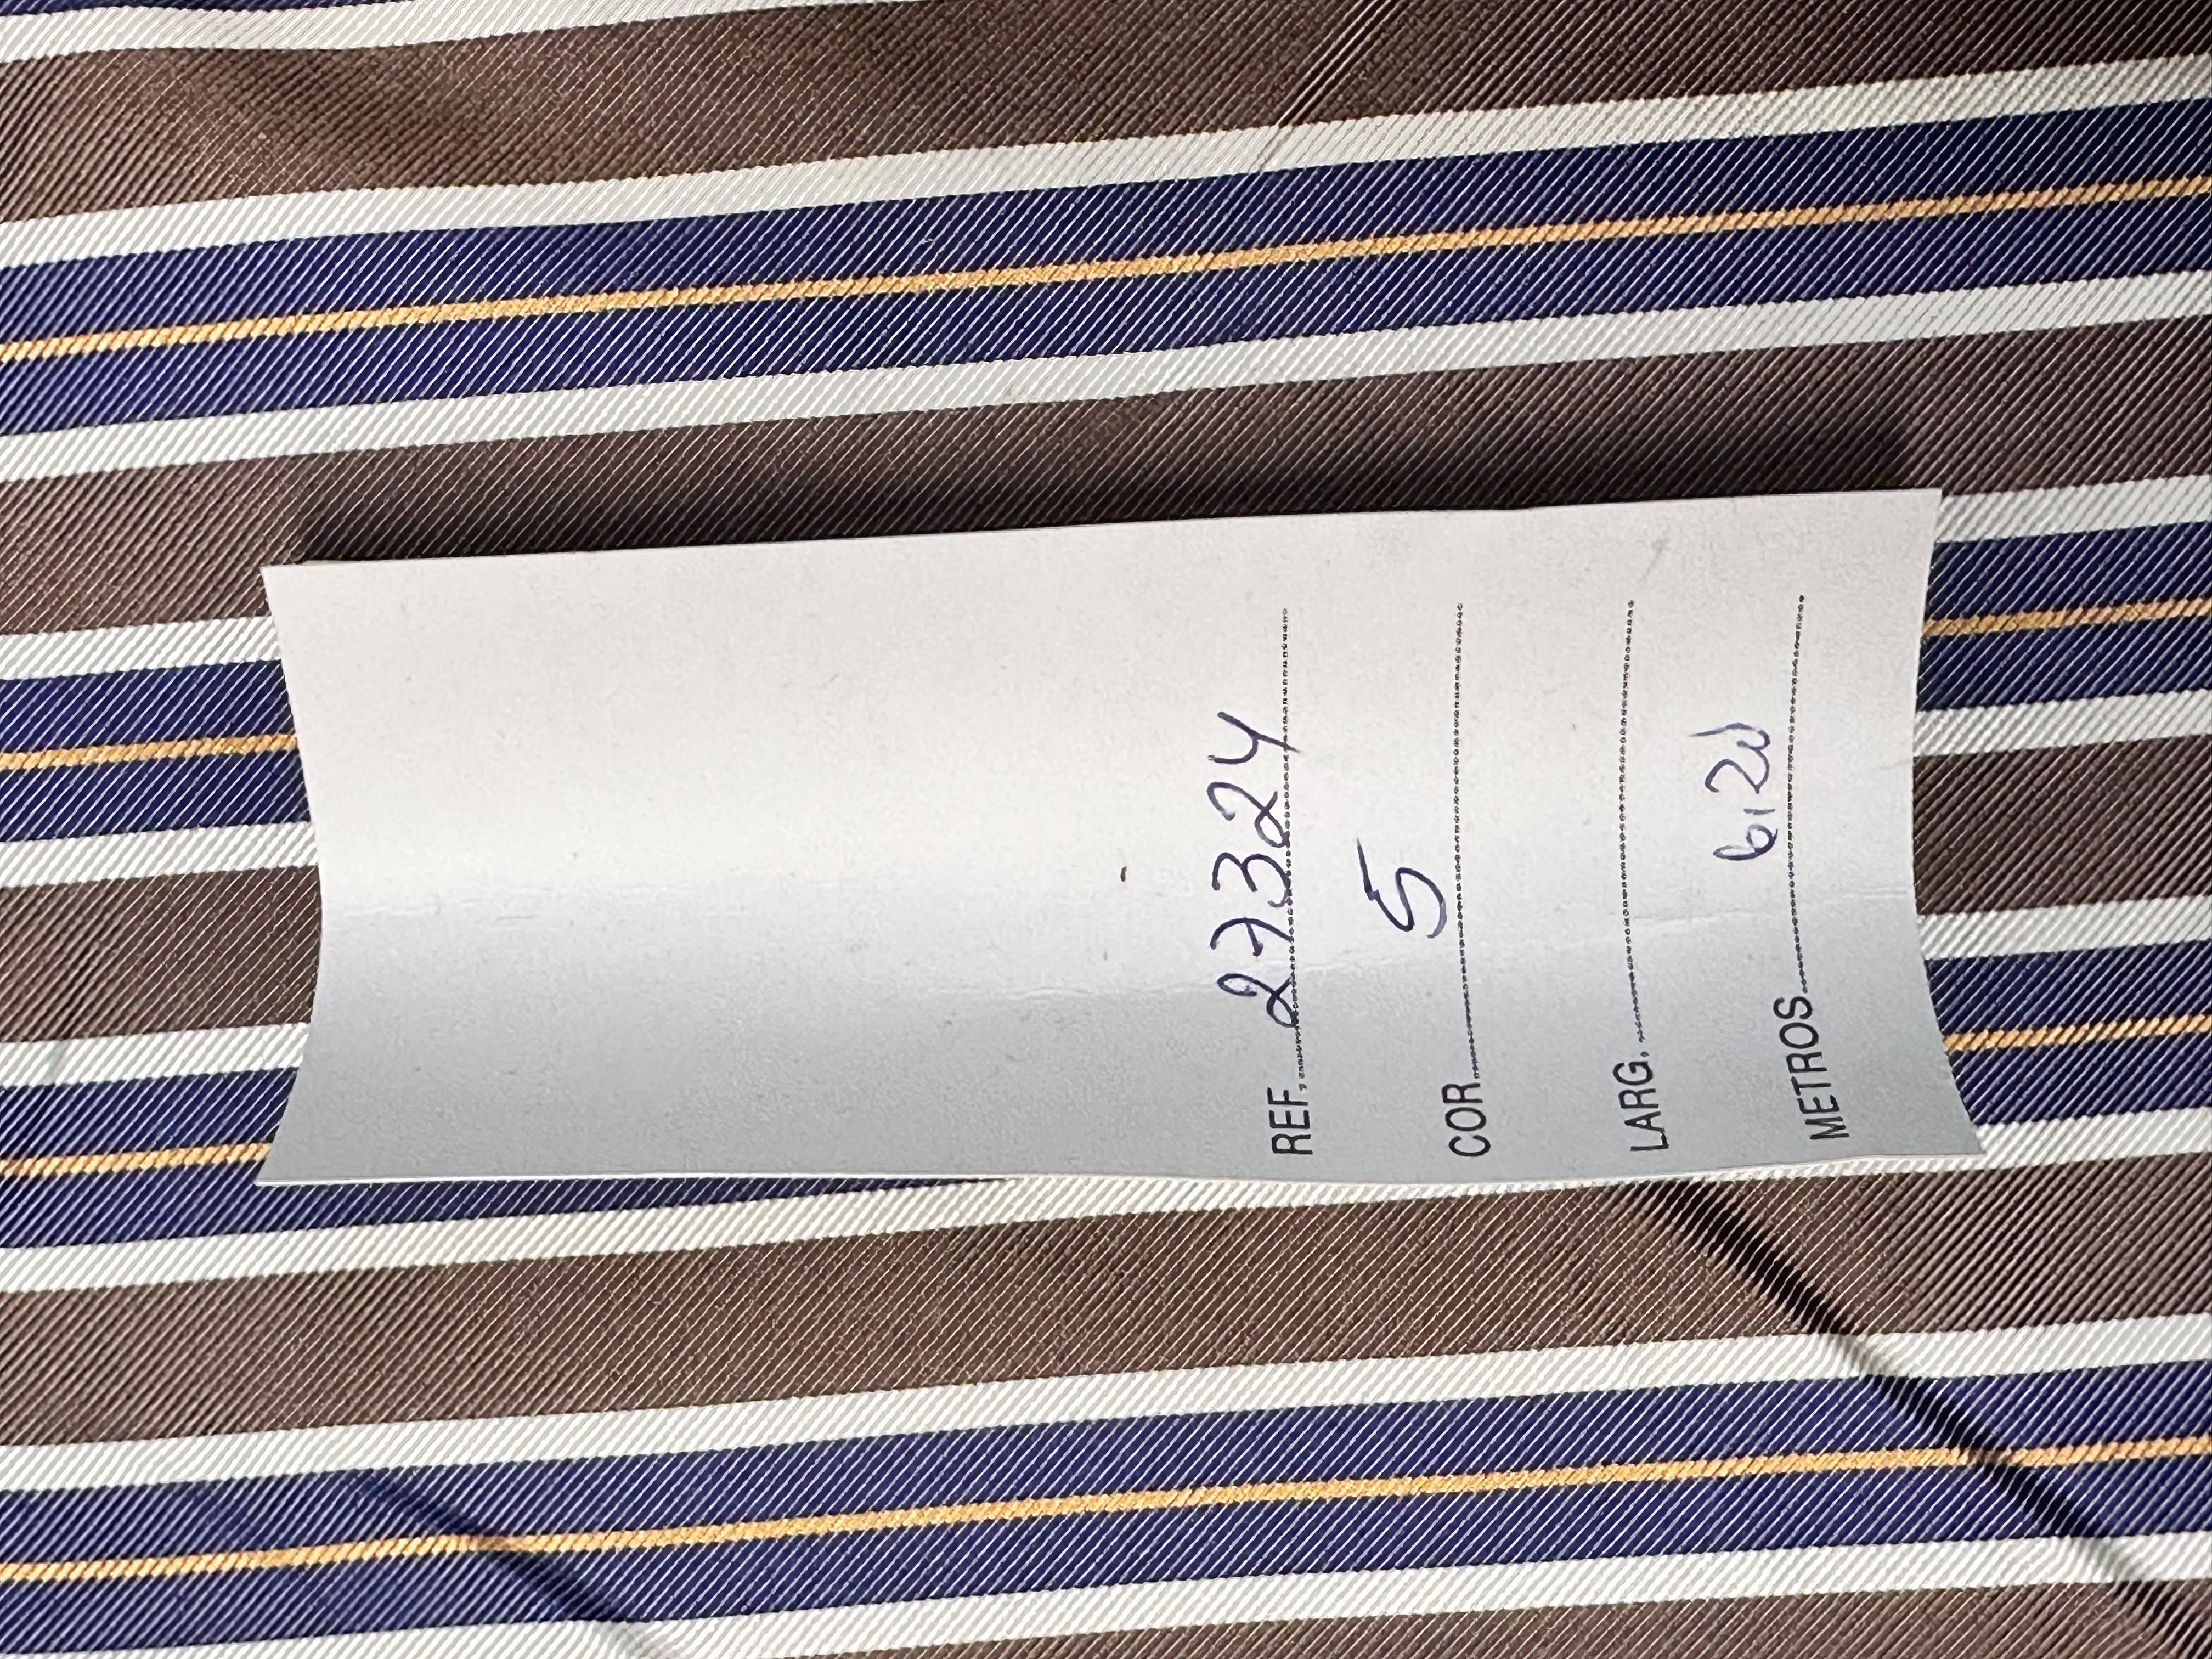 REF. 27324
COR 5
LARG.
METROS 6,20